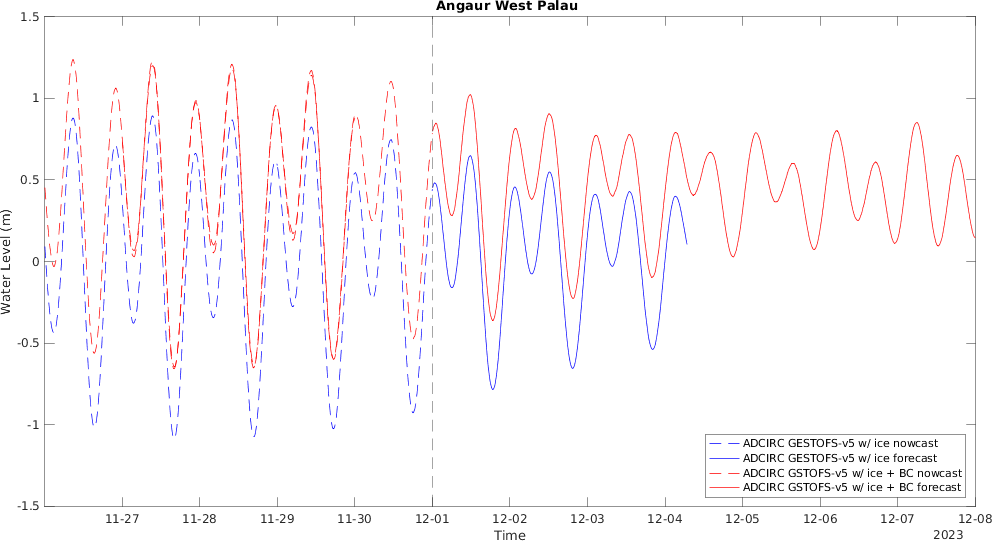 Angaur West Palau
1.5
1
0.5
0
-0.5
-1
-1.5
Water Level (m)
11-27 11-28 11-29 11-30 12-01 12-02 12-03 12-04 12-05 12-06 12-07 12-08
Time
2023
ADCIRC GESTOFS-v5 w/ ice nowcast
ADCIRC GESTOFS-v5 w/ ice forecast
ADCIRC GSTOFS-v5 w/ ice + BC nowcast
ADCIRC GSTOFS-v5 w/ ice + BC forecast